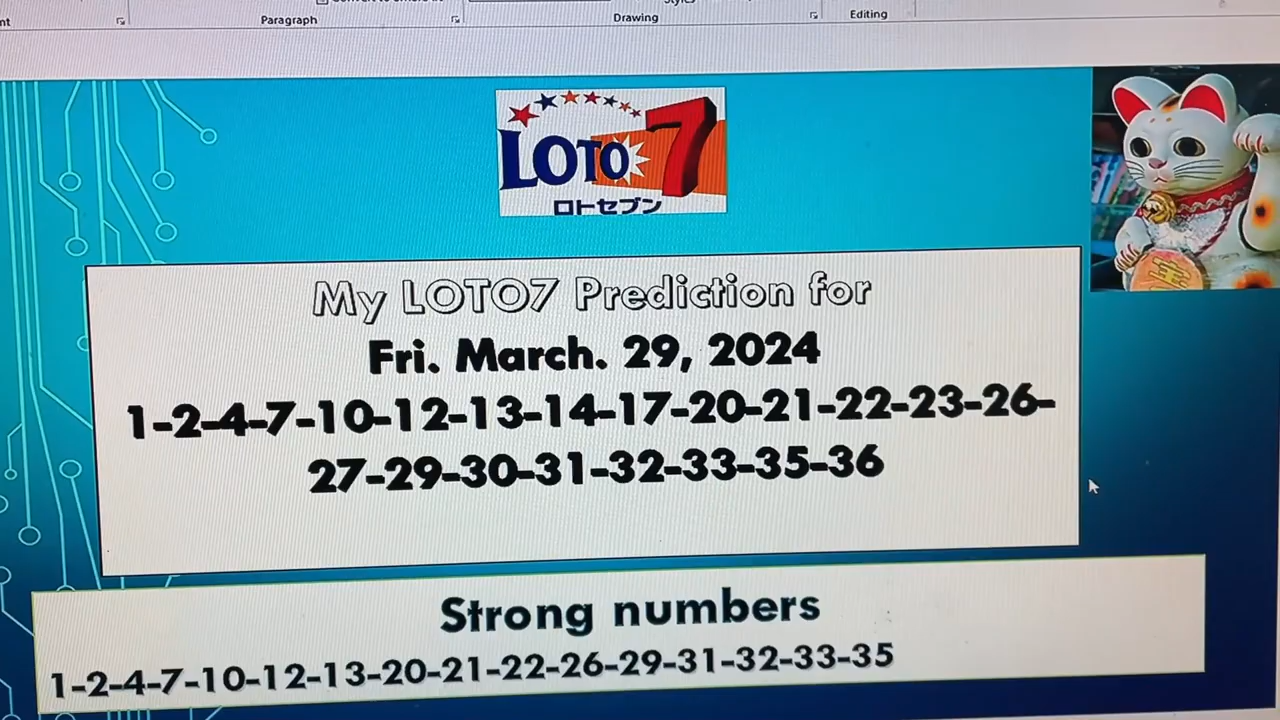 Paragraph
Drawing
Editing
LOTO 7
ロトセブン
My LOTO7 Prediction for
Fri. March. 29, 2024
1-2-4-7-10-12-13-14-17-20-21-22-23-26-
27-29-30-31-32-33-35-36
Strong numbers
1-2-4-7-10-12-13-20-21-22-26-29-31-32-33-35